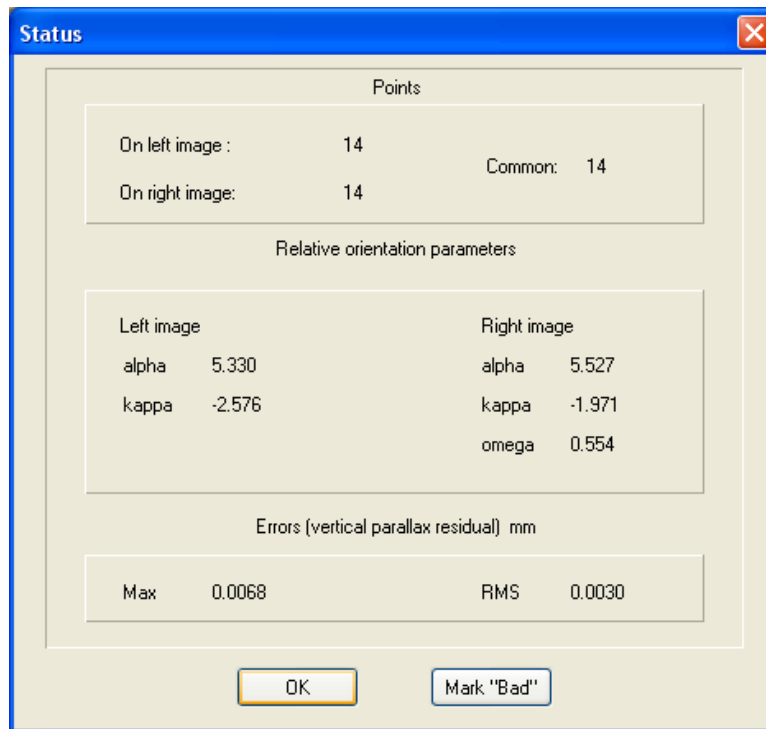 Status
Points
On left image : 14
Common: 14
On right image: 14
Relative orientation parameters
Left image Right image
alpha 5.330 alpha 5.527
kappa -2.576 kappa -1.971
omega 0.554
Errors (vertical parallax residual) mm
Max 0.0068 RMS 0.0030
OK Mark "Bad"